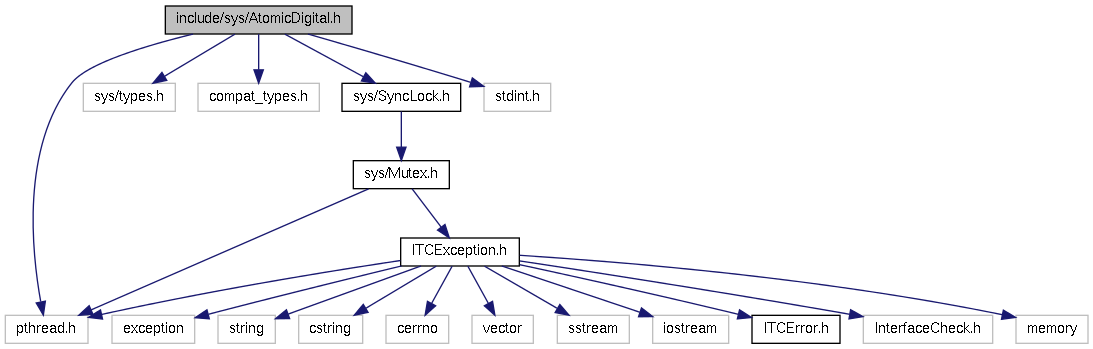 include/sys/AtomicDigital.h
sys/types.h
compat_types.h
sys/SyncLock.h
stdint.h
sys/Mutex.h
ITCException.h
pthread.h
exception
string
cstring
cerrno
vector
sstream
iostream
ITCError.h
InterfaceCheck.h
memory